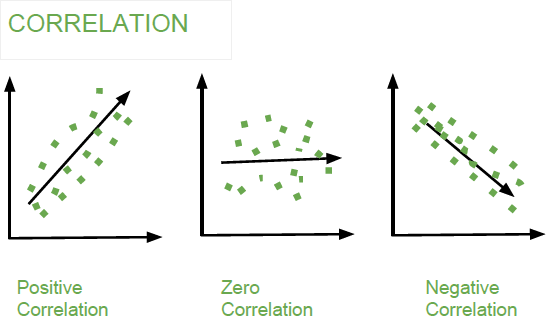 CORRELATION
Positive
Correlation
Zero
Correlation
Negative
Correlation